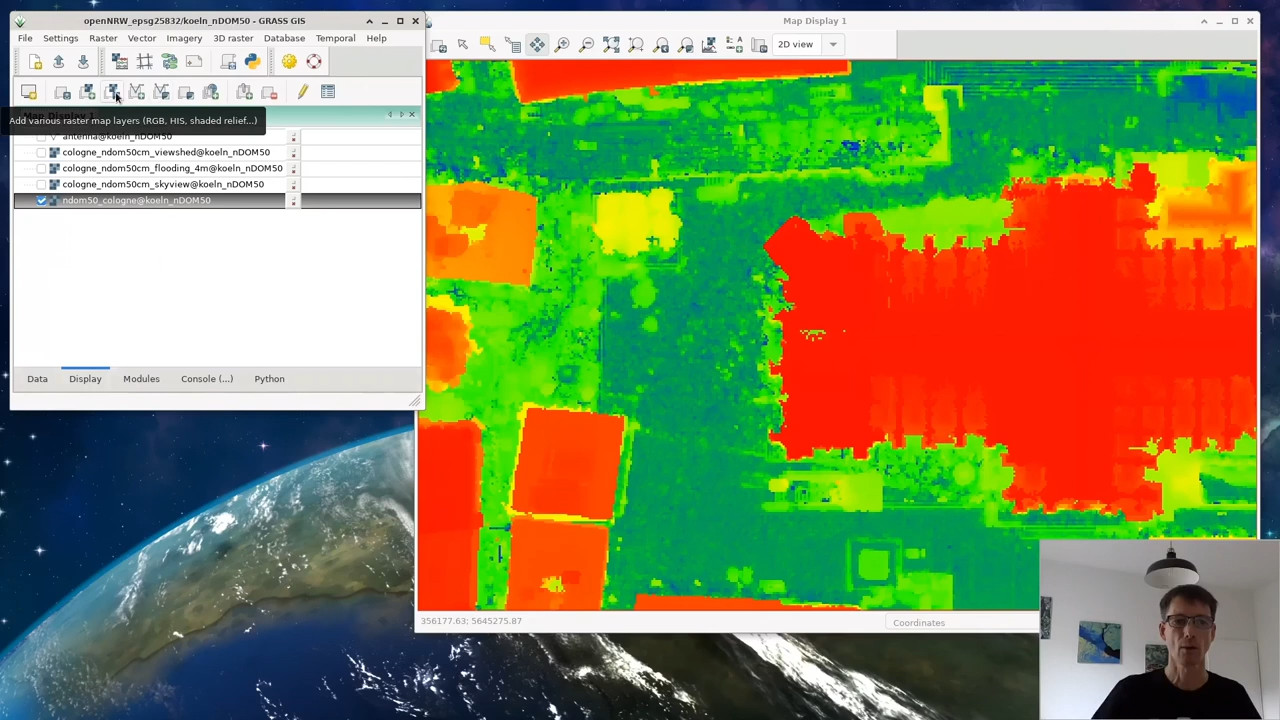 openNRW_epsg25832/koeln_nDOM50 - GRASS GIS
File Settings Raster Vector Imagery 3D raster Database Temporal Help
Add various raster map layers (RGB, HIS, shaded relief...)
antenna@koeln_nDOM50
cologne_ndom50cm_viewshed@koeln_nDOM50
cologne_ndom50cm_flooding_4m@koeln_nDOM50
cologne_ndom50cm_skyview@koeln_nDOM50
ndom50_cologne@koeln_nDOM50
Data Display Modules Console (...) Python
Map Display 1
2D view
356177.63; 5645275.87
Coordinates